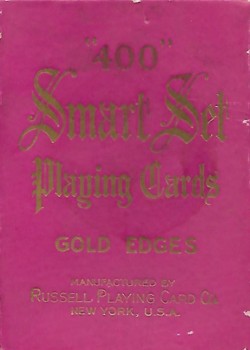 "400"
Smart Set
Playing Cards
GOLD EDGES
MANUFACTURED BY
RUSSELL PLAYING CARD CO.
NEW YORK, U.S.A.